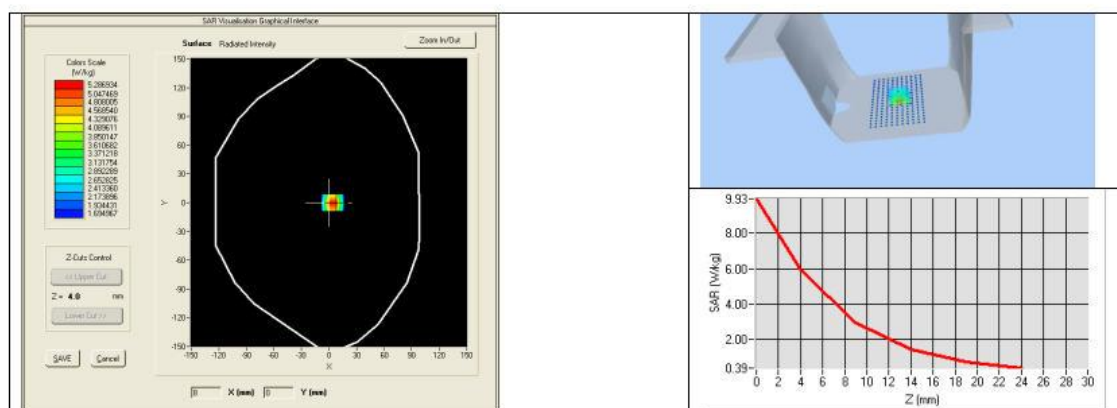 SAR Visualisation Graphical Interface
Surface Radiated Intensity
Zoom In/Out
Colors Scale
(W/kg)
5.286934
5.047469
4.808005
4.568540
4.329076
4.089611
3.850147
3.610682
3.371218
3.131754
2.892289
2.652825
2.413360
2.173896
1.934431
1.694967
Z-Cuts Control
<< Upper Cut
Z = 4.0 mm
Lower Cut >>
SAVE Cancel
150
120
90
60
30
0
-30
-60
-90
-120
-150
Y
-150 -120 -90 -60 -30 0 30 60 90 120 150
X
8 X (mm) 0 Y (mm)
9.93
8.00
6.00
4.00
2.00
0.39
SAR (W/kg)
0 2 4 6 8 10 12 14 16 18 20 22 24 26 28 30
Z (mm)